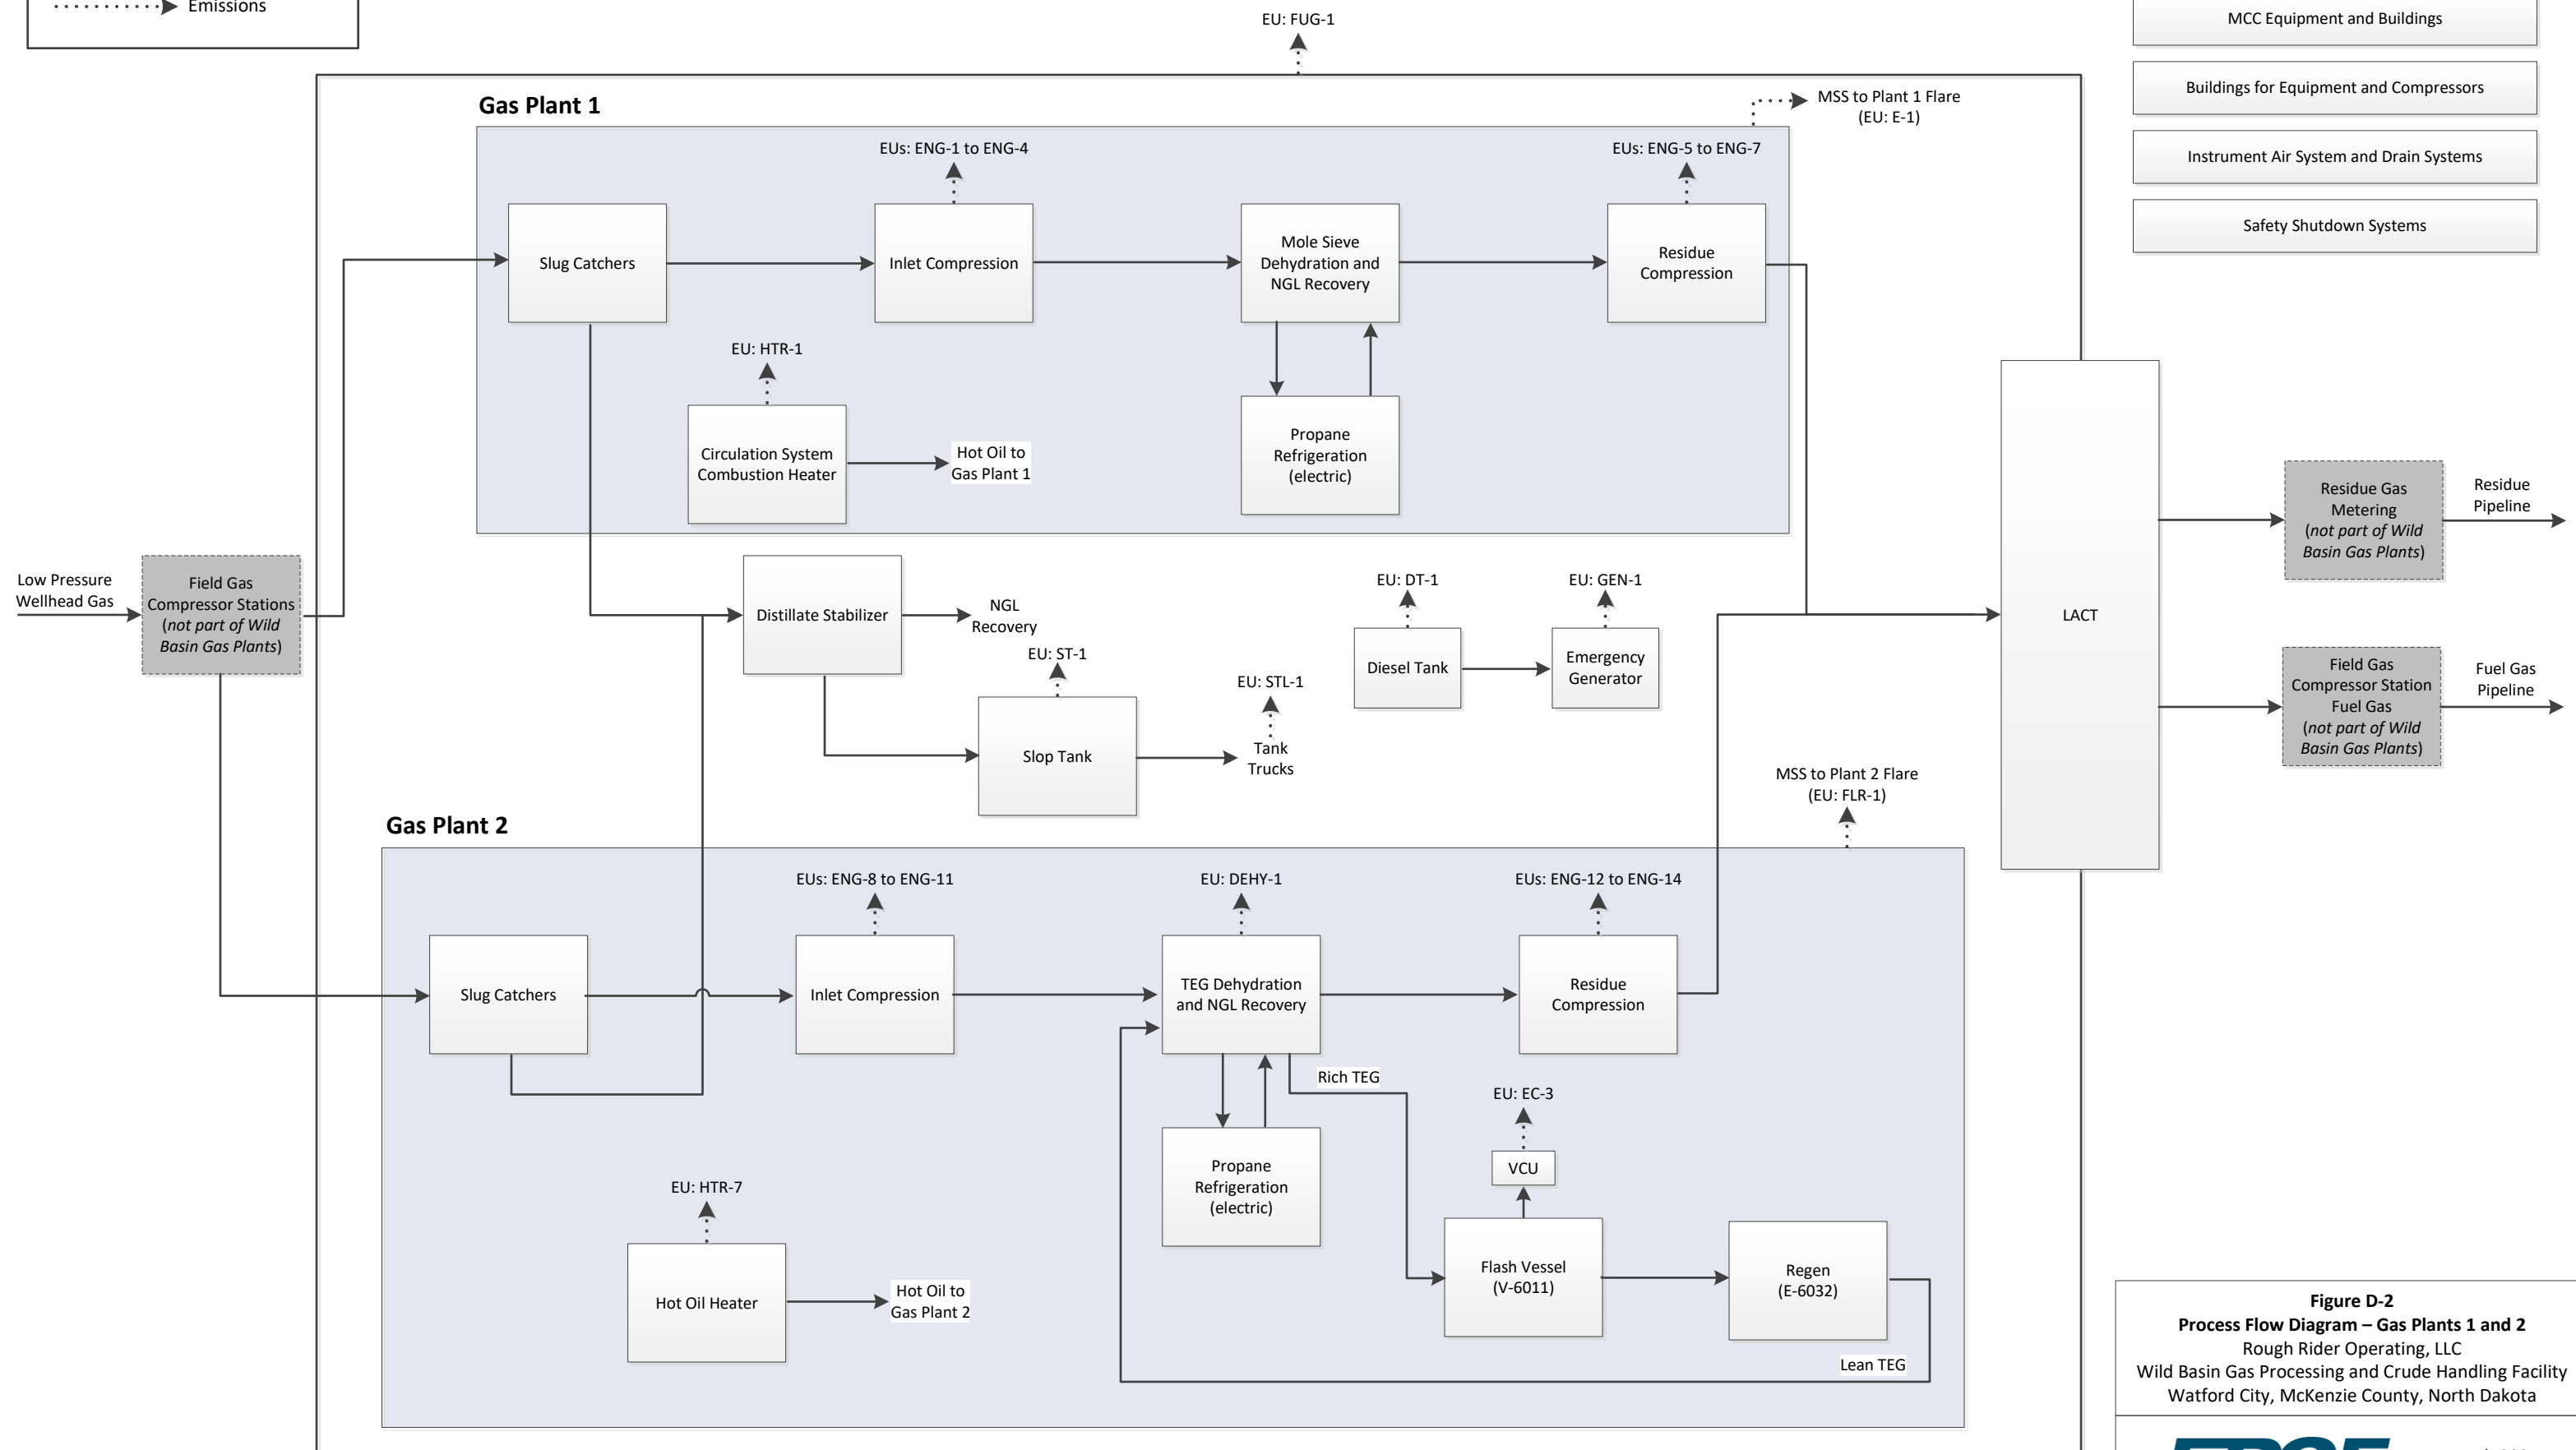 Emissions
EU: FUG-1
MCC Equipment and Buildings
Buildings for Equipment and Compressors
Instrument Air System and Drain Systems
Safety Shutdown Systems
Gas Plant 1
MSS to Plant 1 Flare
(EU: E-1)
EUs: ENG-1 to ENG-4
EUs: ENG-5 to ENG-7
Slug Catchers
Inlet Compression
Mole Sieve
Dehydration and
NGL Recovery
Residue
Compression
EU: HTR-1
Circulation System
Combustion Heater
Hot Oil to
Gas Plant 1
Propane
Refrigeration
(electric)
Low Pressure
Wellhead Gas
Field Gas
Compressor Stations
(not part of Wild
Basin Gas Plants)
Distillate Stabilizer
NGL
Recovery
EU: ST-1
Slop Tank
EU: STL-1
Tank
Trucks
EU: DT-1
Diesel Tank
EU: GEN-1
Emergency
Generator
LACT
Residue Gas
Metering
(not part of Wild
Basin Gas Plants)
Residue
Pipeline
Field Gas
Compressor Station
Fuel Gas
(not part of Wild
Basin Gas Plants)
Fuel Gas
Pipeline
MSS to Plant 2 Flare
(EU: FLR-1)
Gas Plant 2
EUs: ENG-8 to ENG-11
EU: DEHY-1
EUs: ENG-12 to ENG-14
Slug Catchers
Inlet Compression
TEG Dehydration
and NGL Recovery
Residue
Compression
Rich TEG
EU: EC-3
VCU
Propane
Refrigeration
(electric)
EU: HTR-7
Hot Oil Heater
Hot Oil to
Gas Plant 2
Flash Vessel
(V-6011)
Regen
(E-6032)
Lean TEG
Figure D-2
Process Flow Diagram – Gas Plants 1 and 2
Rough Rider Operating, LLC
Wild Basin Gas Processing and Crude Handling Facility
Watford City, McKenzie County, North Dakota